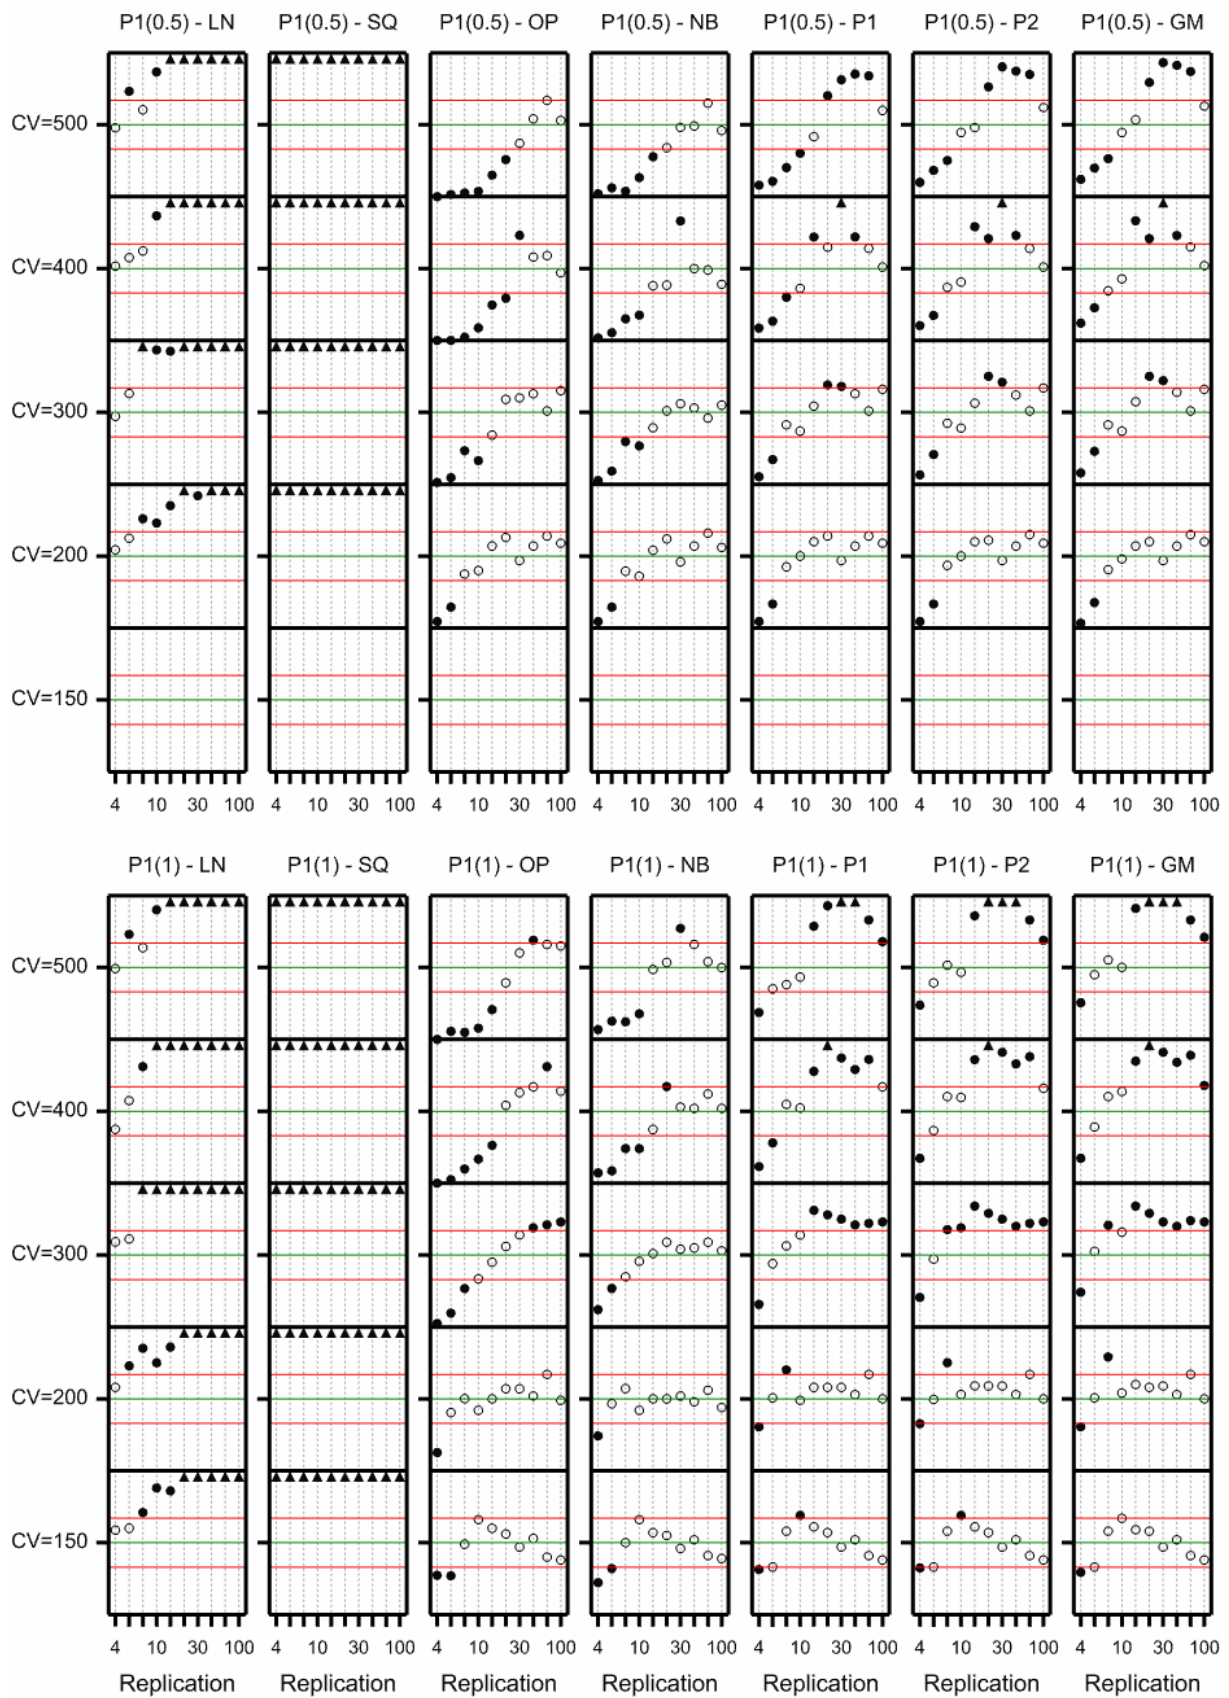 P1(0.5) - LN P1(0.5) - SQ P1(0.5) - OP P1(0.5) - NB P1(0.5) - P1 P1(0.5) - P2 P1(0.5) - GM
CV=500
CV=400
CV=300
CV=200
CV=150
4 10 30 100 4 10 30 100 4 10 30 100 4 10 30 100 4 10 30 100 4 10 30 100 4 10 30 100
P1(1) - LN P1(1) - SQ P1(1) - OP P1(1) - NB P1(1) - P1 P1(1) - P2 P1(1) - GM
CV=500
CV=400
CV=300
CV=200
CV=150
4 10 30 100 4 10 30 100 4 10 30 100 4 10 30 100 4 10 30 100 4 10 30 100 4 10 30 100
Replication Replication Replication Replication Replication Replication Replication